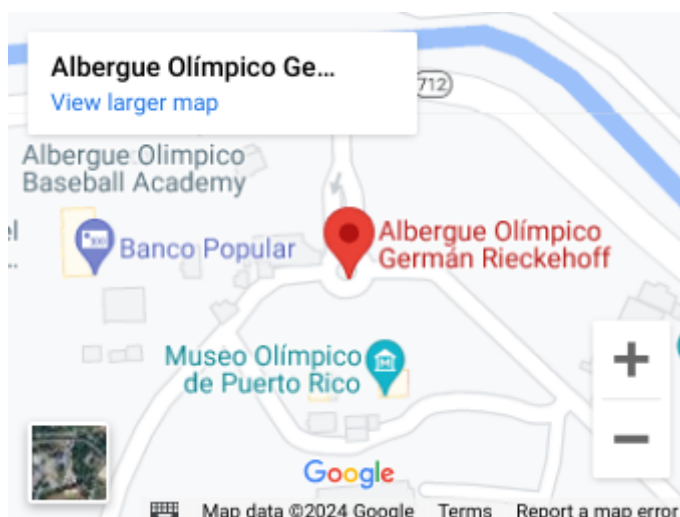 Albergue Olímpico Ge...
View larger map
712
Albergue Olimpico
Baseball Academy
Banco Popular
Albergue Olímpico
Germán Rieckehoff
Museo Olímpico
de Puerto Rico
+
−
Google
Map data ©2024 Google Terms Report a map error